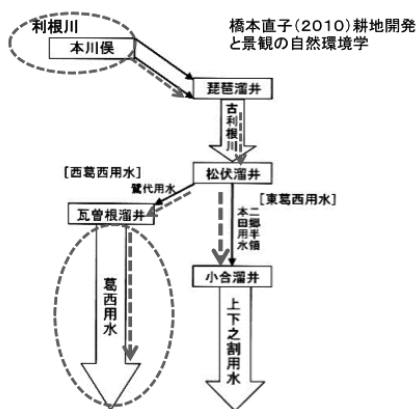 利根川
本川俣
橋本直子(2010)耕地開発
と景観の自然環境学
琵琶溜井
古利根川
[西葛西用水]
松伏溜井
鷺代用水
[東葛西用水]
瓦曽根溜井
二郷半領
本田用水
小合溜井
葛西用水
上下之割用水